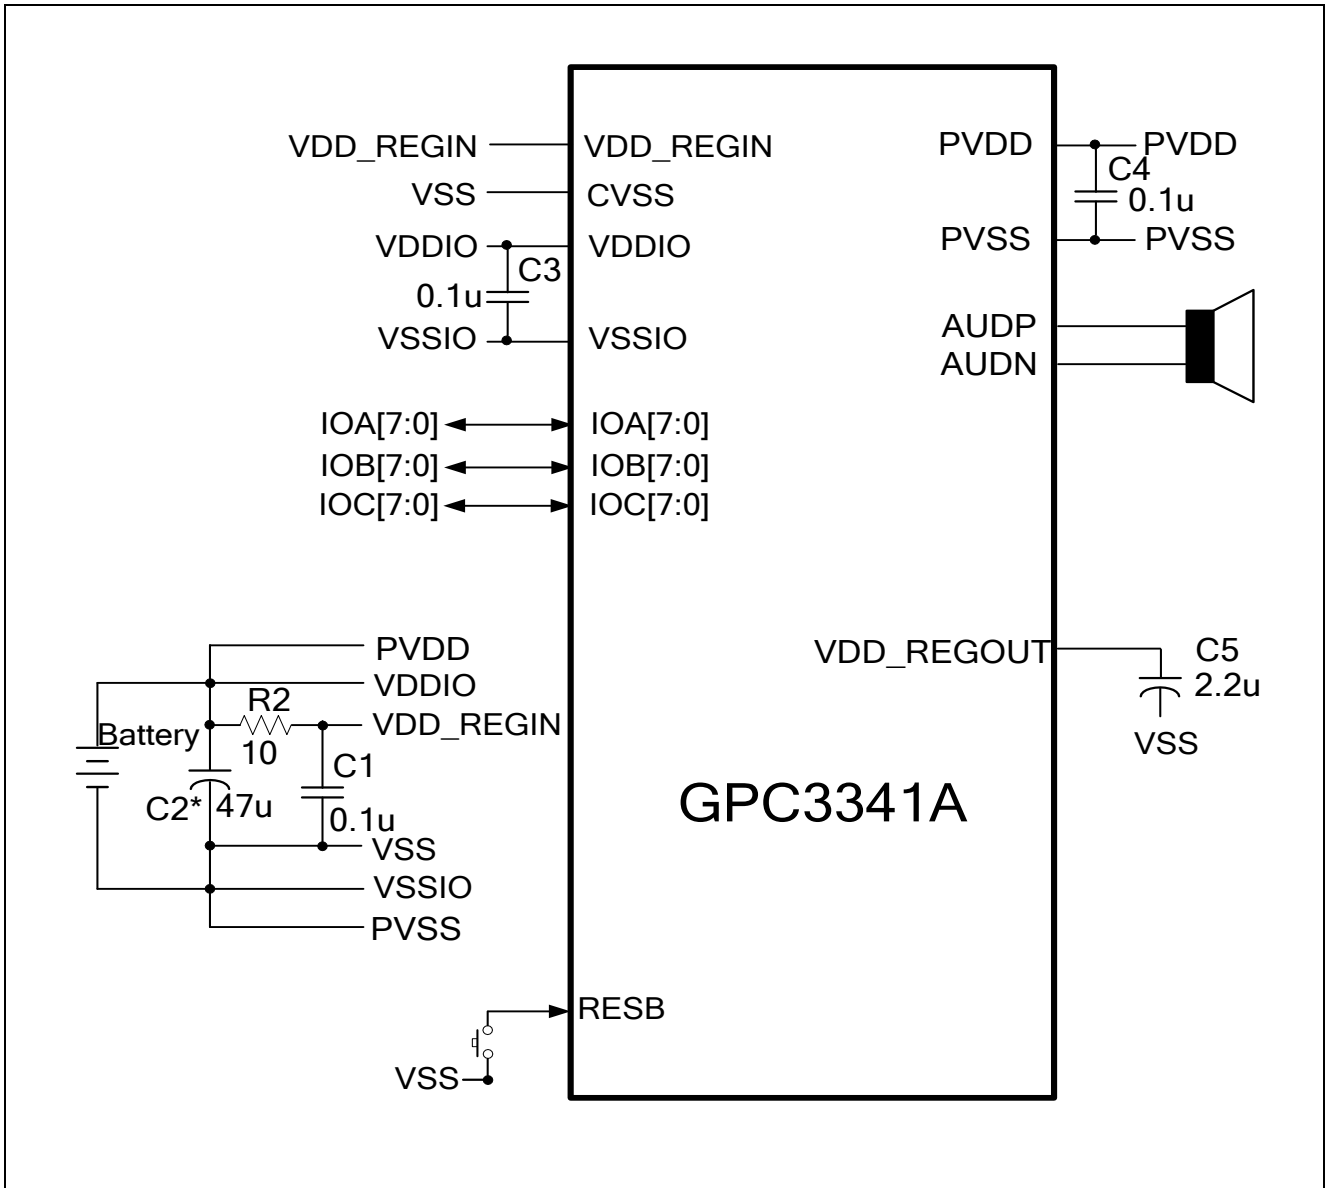 VDD_REGIN VDD_REGIN
VSS CVSS
VDDIO VDDIO
C3
0.1u
VSSIO VSSIO
IOA[7:0] IOA[7:0]
IOB[7:0] IOB[7:0]
IOC[7:0] IOC[7:0]
PVDD PVDD
C4
0.1u
PVSS PVSS
AUDP
AUDN
VDD_REGOUT
C5
2.2u
VSS
PVDD
VDDIO
R2
VDD_REGIN
Battery
10
C1
C2* 47u
0.1u
VSS
VSSIO
PVSS
GPC3341A
RESB
VSS